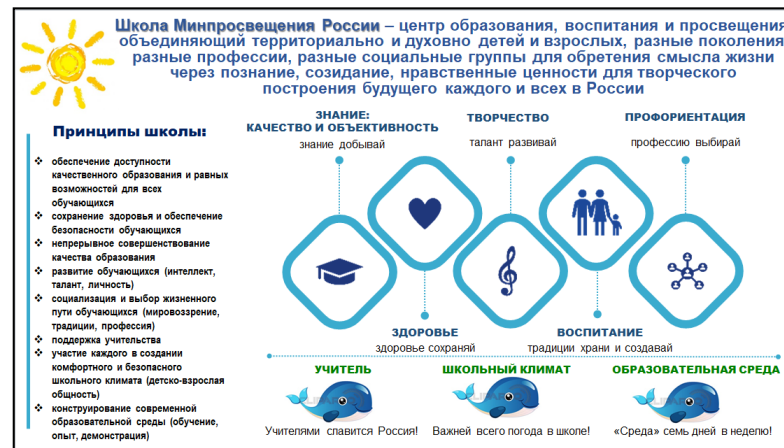 Школа Минпросвещения России – центр образования, воспитания и просвещения
объединяющий территориально и духовно детей и взрослых, разные поколения
разные профессии, разные социальные группы для обретения смысла жизни
через познание, созидание, нравственные ценности для творческого
построения будущего каждого и всех в России
Принципы школы:
❖ обеспечение доступности
качественного образования и равных
возможностей для всех
обучающихся
❖ сохранение здоровья и обеспечение
безопасности обучающихся
❖ непрерывное совершенствование
качества образования
❖ развитие обучающихся (интеллект,
талант, личность)
❖ социализация и выбор жизненного
пути обучающихся (мировоззрение,
традиции, профессия)
❖ поддержка учительства
❖ участие каждого в создании
комфортного и безопасного
школьного климата (детско-взрослая
общность)
❖ конструирование современной
образовательной среды (обучение,
опыт, демонстрация)
ЗНАНИЕ:
КАЧЕСТВО И ОБЪЕКТИВНОСТЬ
знание добывай
ТВОРЧЕСТВО
талант развивай
ПРОФОРИЕНТАЦИЯ
профессию выбирай
ЗДОРОВЬЕ
здоровье сохраняй
ВОСПИТАНИЕ
традиции храни и создавай
УЧИТЕЛЬ
Учителями славится Россия!
ШКОЛЬНЫЙ КЛИМАТ
Важней всего погода в школе!
ОБРАЗОВАТЕЛЬНАЯ СРЕДА
«Среда» семь дней в неделю!